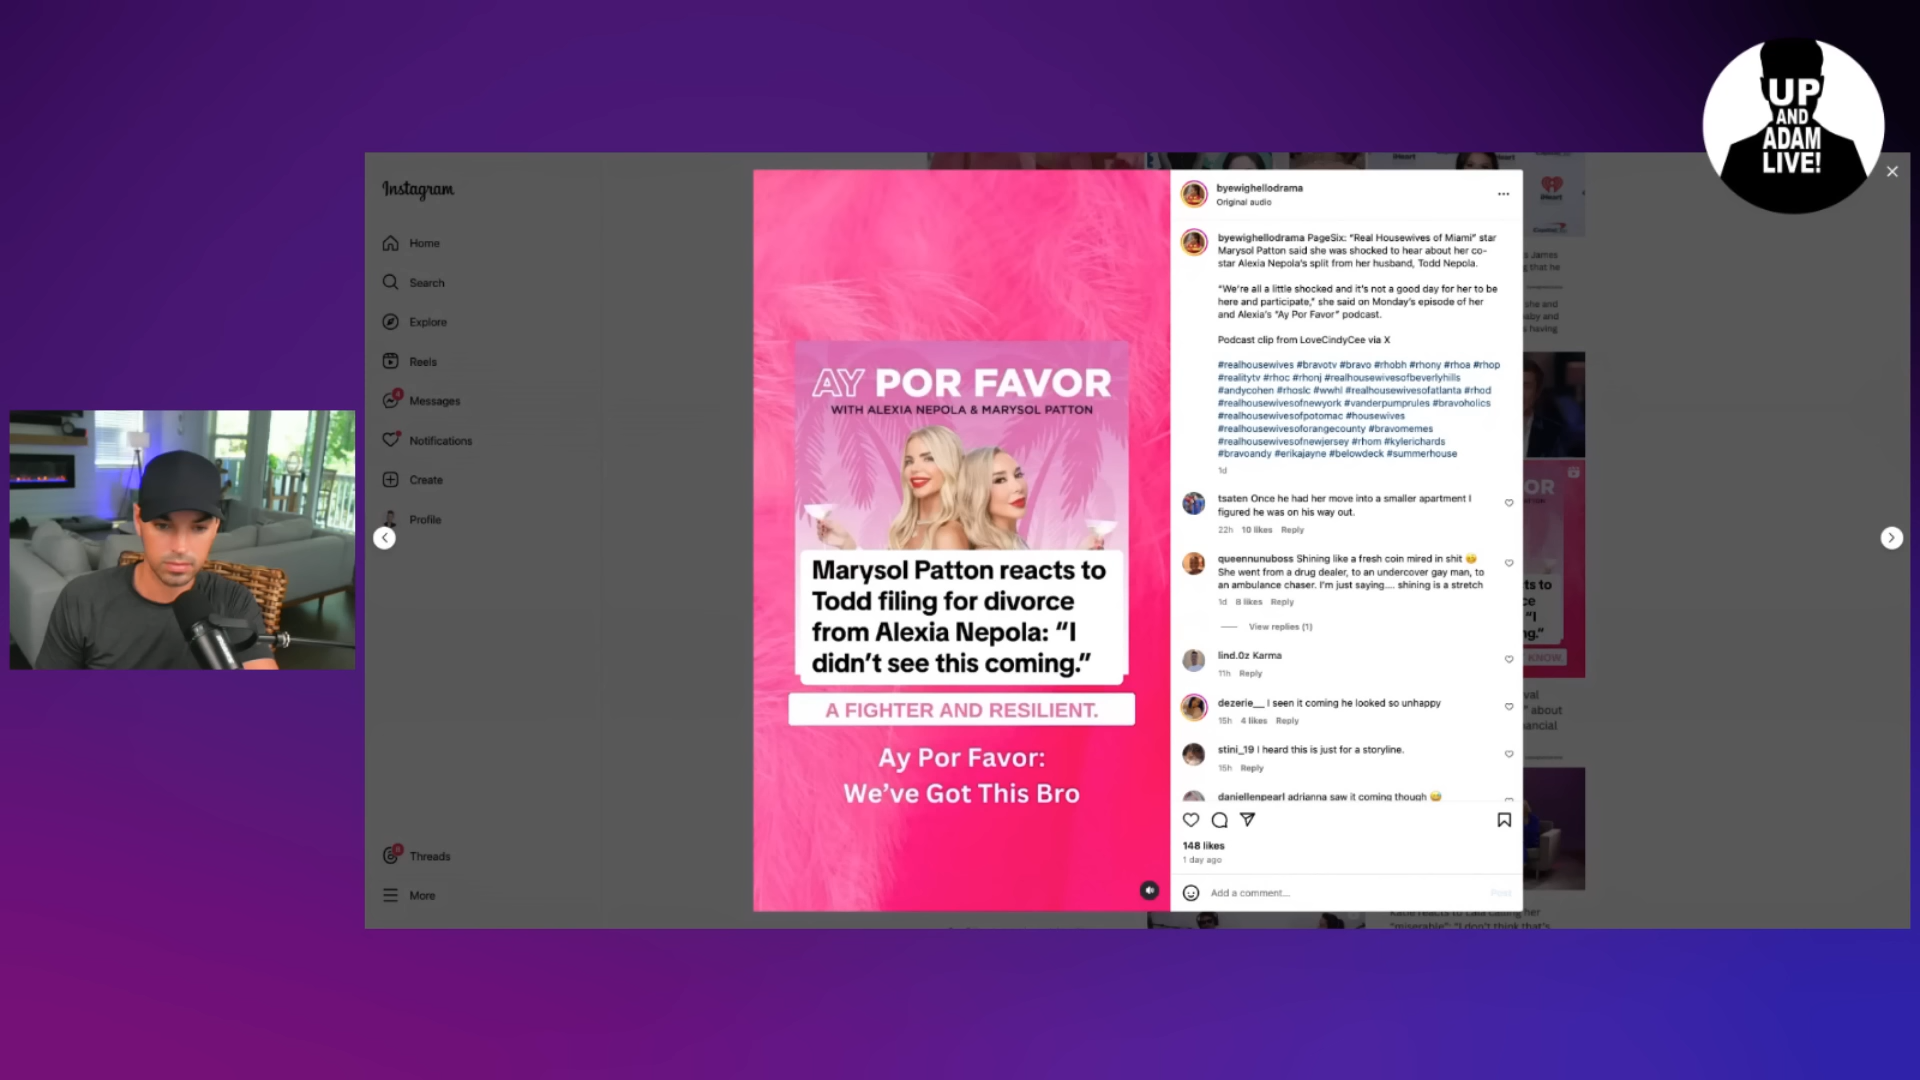 UP
AND
ADAM
LIVE!
Instagram
Home
Search
Explore
Reels
Messages
Notifications
Create
Profile
Threads
More
AY POR FAVOR
WITH ALEXIA NEPOLA & MARYSOL PATTON
Marysol Patton reacts to
Todd filing for divorce
from Alexia Nepola: “I
didn’t see this coming.”
A FIGHTER AND RESILIENT.
Ay Por Favor:
We’ve Got This Bro
byewighellodrama
Original audio
byewighellodrama PageSix: “Real Housewives of Miami” star
Marysol Patton said she was shocked to hear about her co-
star Alexia Nepola’s split from her husband, Todd Nepola.
“We’re all a little shocked and it’s not a good day for her to be
here and participate,” she said on Monday’s episode of her
and Alexia’s “Ay Por Favor” podcast.
Podcast clip from LoveCindyCee via X
#realhousewives #bravotv #bravo #rhobh #rhony #rhoa #rhop
#realitytv #rhoc #rhonj #realhousewivesofbeverlyhills
#andycohen #rhoslc #wwhl #realhousewivesofatlanta #rhod
#realhousewivesofnewyork #vanderpumprules #bravoholics
#realhousewivesofpotomac #housewives
#realhousewivesoforangecounty #bravomemes
#realhousewivesofnewjersey #rhom #kylerichards
#bravoandy #erikajayne #belowdeck #summerhouse
1d
tsaten Once he had her move into a smaller apartment I
figured he was on his way out.
22h 10 likes Reply
queennunuboss Shining like a fresh coin mired in shit
She went from a drug dealer, to an undercover gay man, to
an ambulance chaser. I’m just saying.... shining is a stretch
1d 8 likes Reply
View replies (1)
lind.0z Karma
11h Reply
dezerie__ I seen it coming he looked so unhappy
15h 4 likes Reply
stini_19 I heard this is just for a storyline.
15h Reply
daniellenpearl adrianna saw it coming though
148 likes
1 day ago
Add a comment...
Post